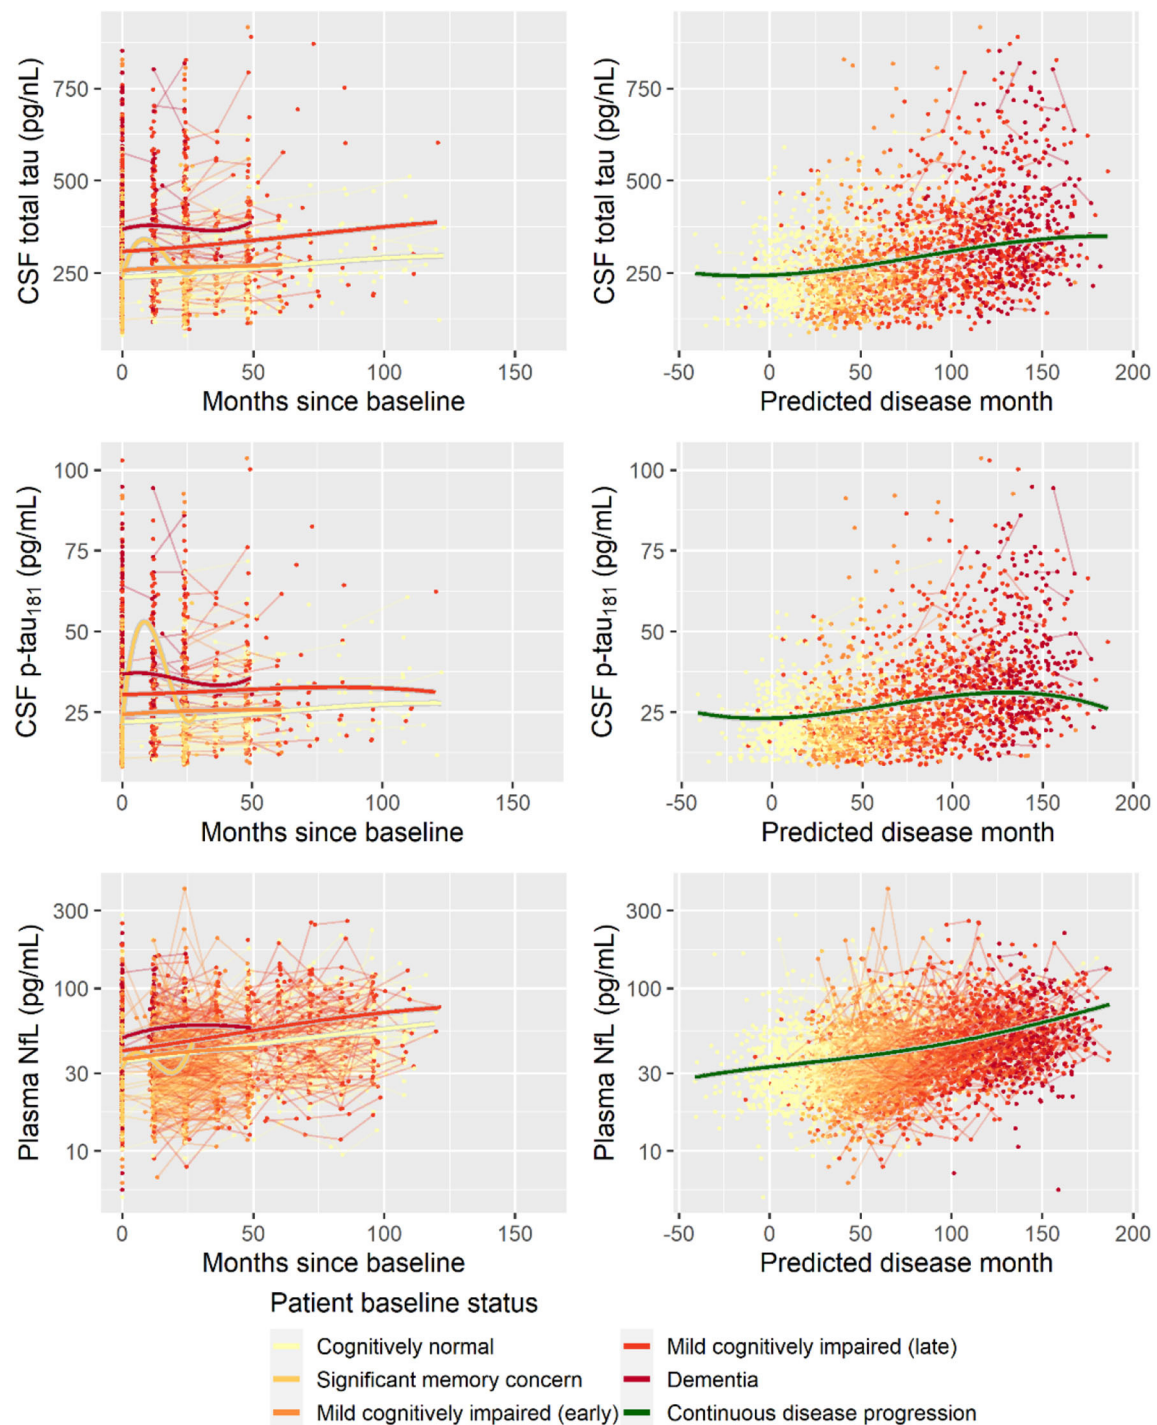 CSF total tau (pg/nL)
750
500
250
0 50 100 150
Months since baseline
CSF total tau (pg/nL)
750
500
250
-50 0 50 100 150 200
Predicted disease month
CSF p-tau181 (pg/mL)
100
75
50
25
0 50 100 150
Months since baseline
CSF p-tau181 (pg/mL)
100
75
50
25
-50 0 50 100 150 200
Predicted disease month
Plasma NfL (pg/mL)
300
100
30
10
0 50 100 150
Months since baseline
Plasma NfL (pg/mL)
300
100
30
10
-50 0 50 100 150 200
Predicted disease month
Patient baseline status
Cognitively normal
Significant memory concern
Mild cognitively impaired (early)
Mild cognitively impaired (late)
Dementia
Continuous disease progression